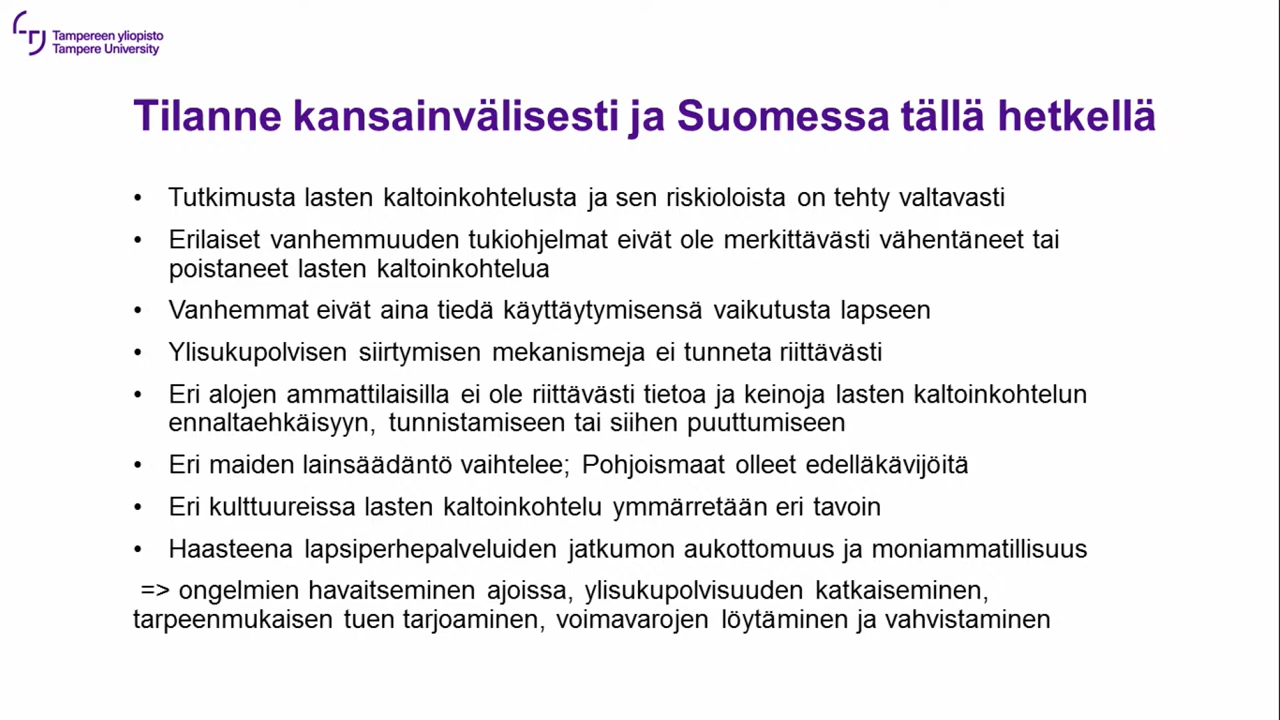 Tampereen yliopisto
Tampere University
Tilanne kansainvälisesti ja Suomessa tällä hetkellä
• Tutkimusta lasten kaltoinkohtelusta ja sen riskioloista on tehty valtavasti
• Erilaiset vanhemmuuden tukiohjelmat eivät ole merkittävästi vähentäneet tai
poistaneet lasten kaltoinkohtelua
• Vanhemmat eivät aina tiedä käyttäytymisensä vaikutusta lapseen
• Ylisukupolvisen siirtymisen mekanismeja ei tunneta riittävästi
• Eri alojen ammattilaisilla ei ole riittävästi tietoa ja keinoja lasten kaltoinkohtelun
ennaltaehkäisyyn, tunnistamiseen tai siihen puuttumiseen
• Eri maiden lainsäädäntö vaihtelee; Pohjoismaat olleet edelläkävijöitä
• Eri kulttuureissa lasten kaltoinkohtelu ymmärretään eri tavoin
• Haasteena lapsiperhepalveluiden jatkumon aukottomuus ja moniammatillisuus
=> ongelmien havaitseminen ajoissa, ylisukupolvisuuden katkaiseminen,
tarpeenmukaisen tuen tarjoaminen, voimavarojen löytäminen ja vahvistaminen